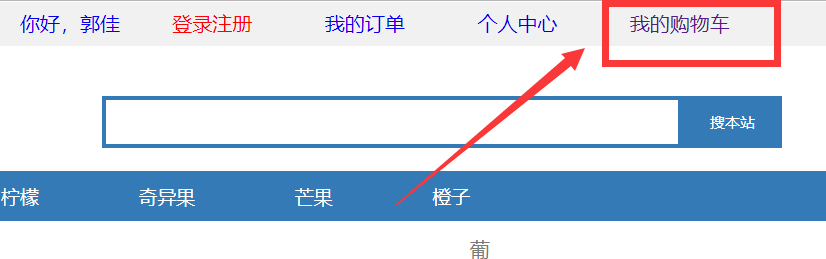 你好，郭佳 登录注册 我的订单 个人中心 我的购物车
搜本站
柠檬 奇异果 芒果 橙子
葡